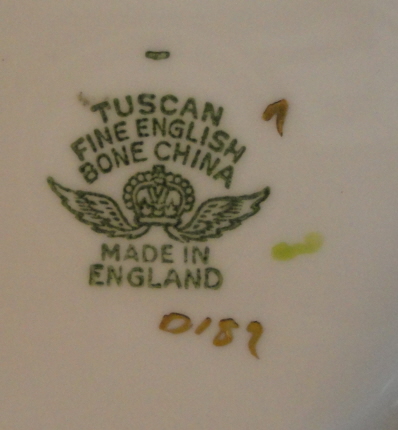 TUSCAN
FINE ENGLISH
BONE CHINA
MADE IN
ENGLAND
D189